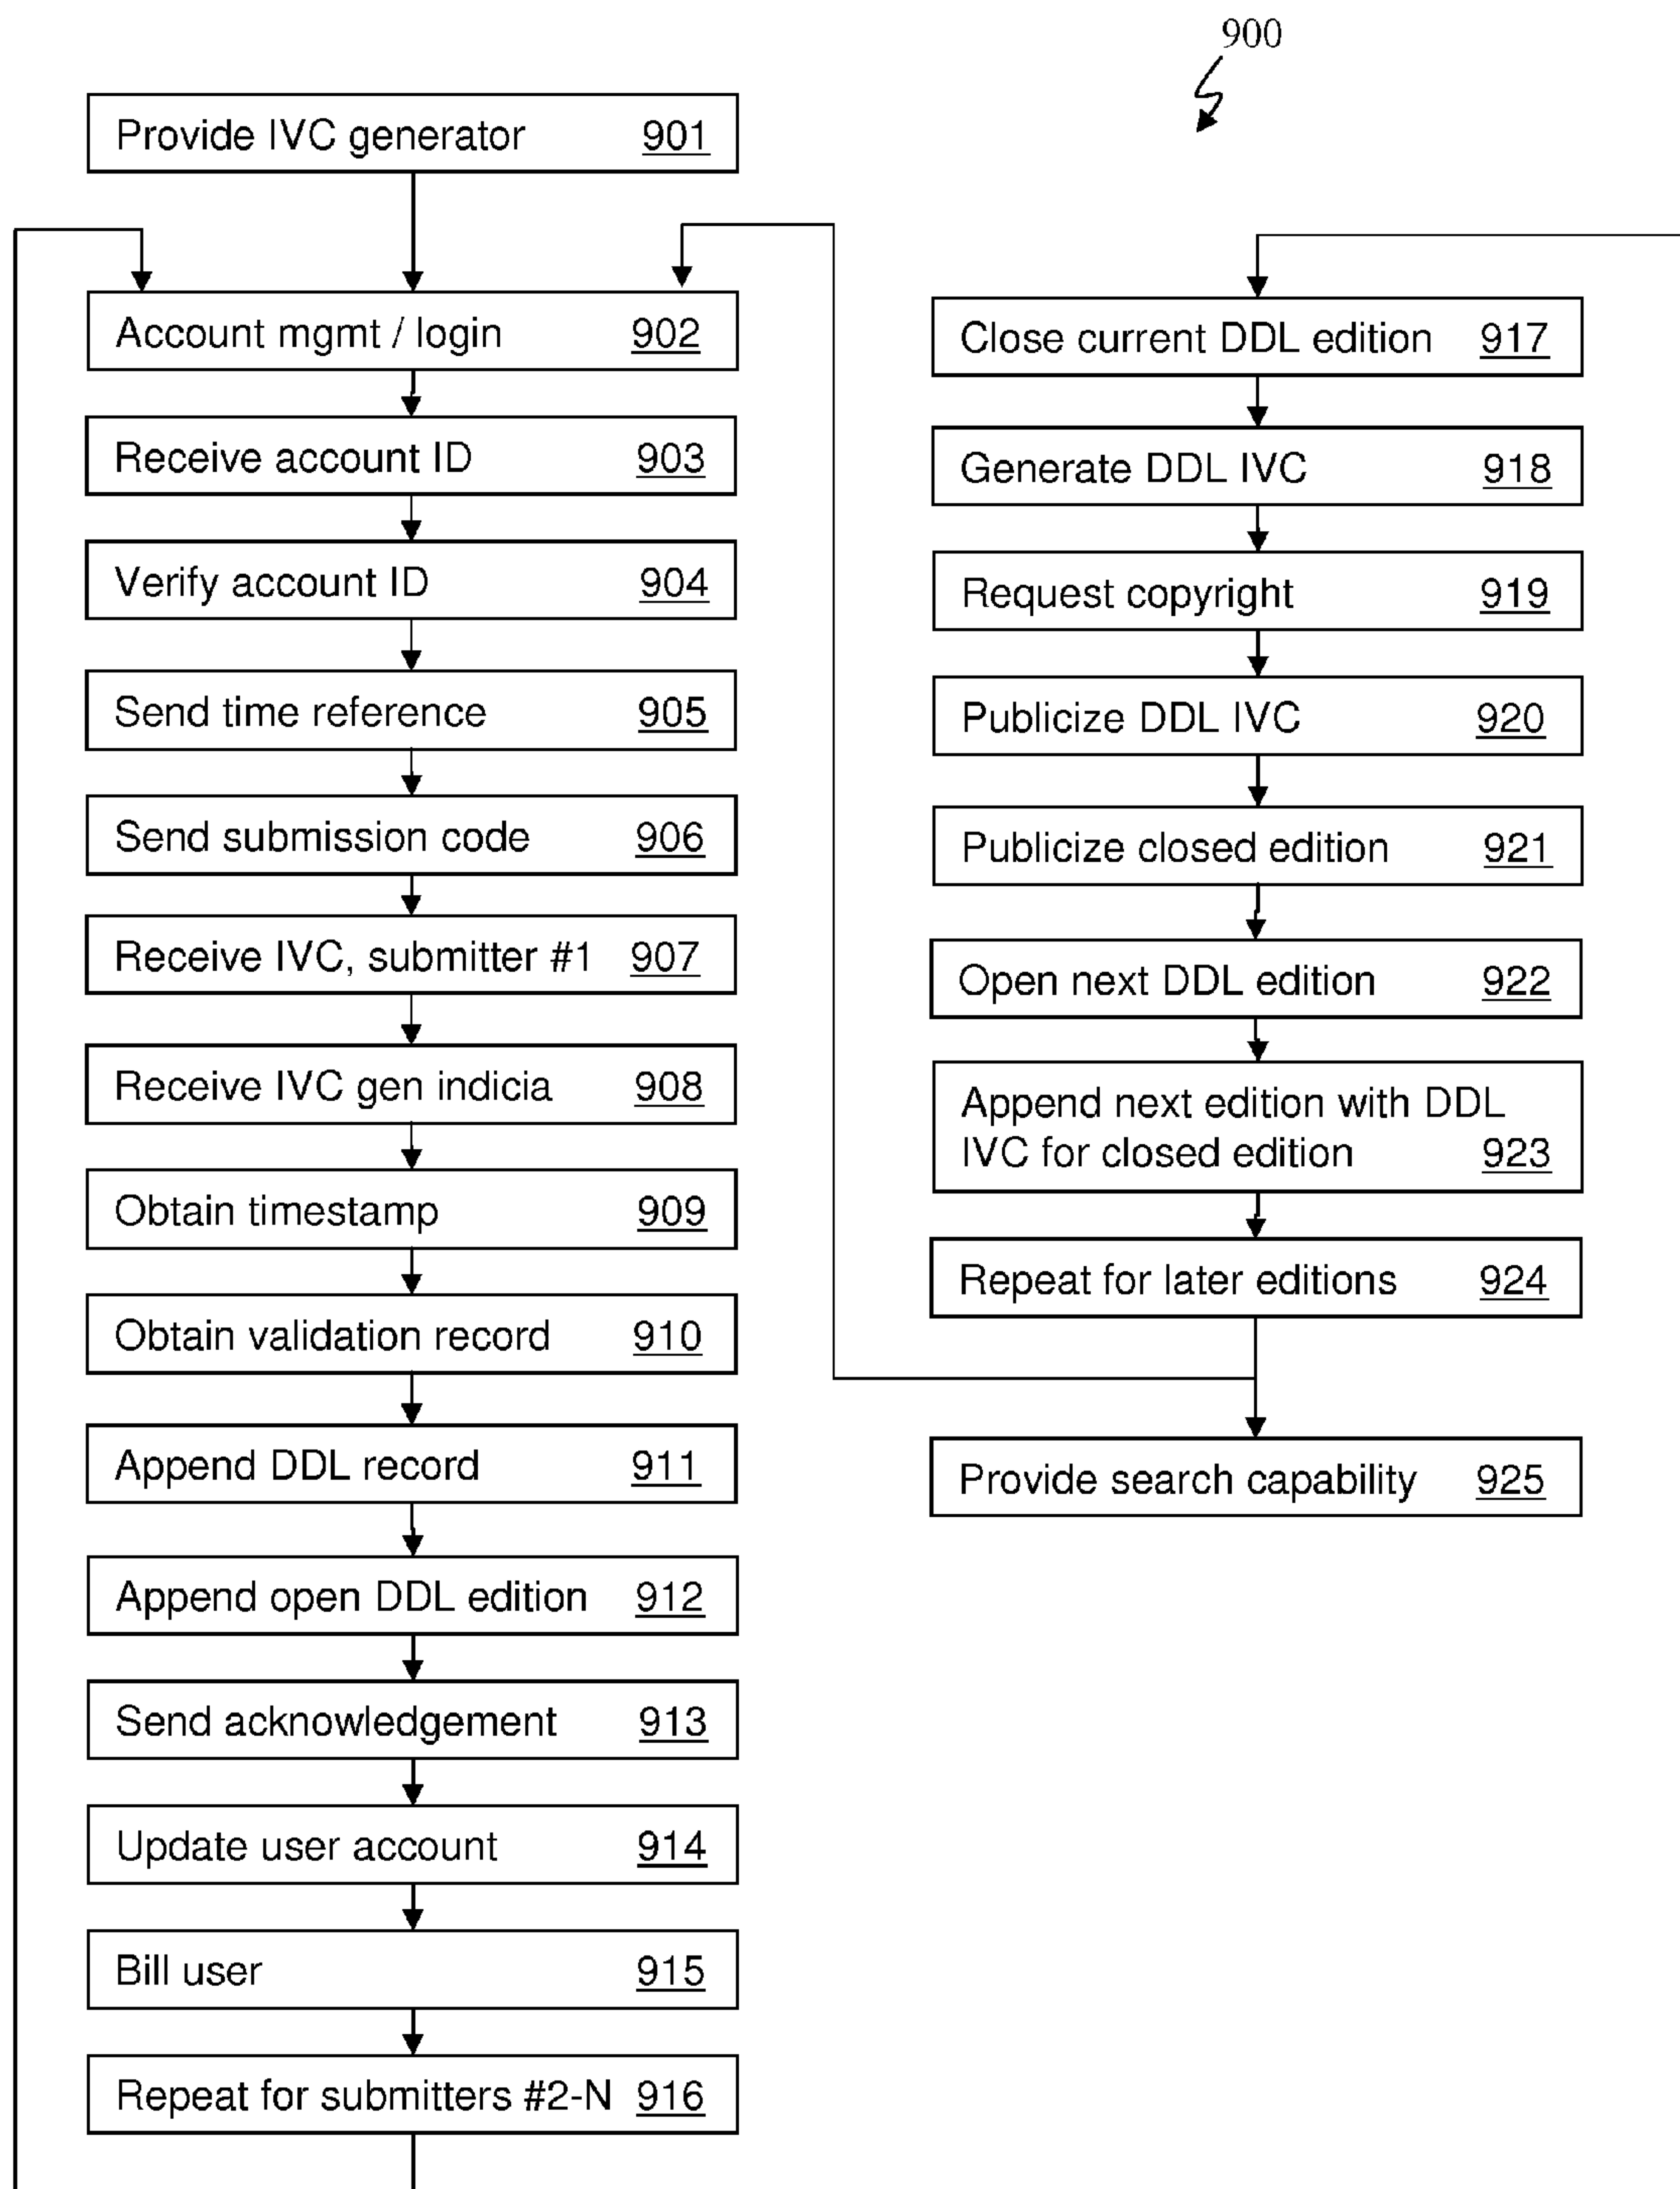 900
Provide IVC generator 901
Account mgmt / login 902
Receive account ID 903
Verify account ID 904
Send time reference 905
Send submission code 906
Receive IVC, submitter #1 907
Receive IVC gen indicia 908
Obtain timestamp 909
Obtain validation record 910
Append DDL record 911
Append open DDL edition 912
Send acknowledgement 913
Update user account 914
Bill user 915
Repeat for submitters #2-N 916
Close current DDL edition 917
Generate DDL IVC 918
Request copyright 919
Publicize DDL IVC 920
Publicize closed edition 921
Open next DDL edition 922
Append next edition with DDL
IVC for closed edition 923
Repeat for later editions 924
Provide search capability 925